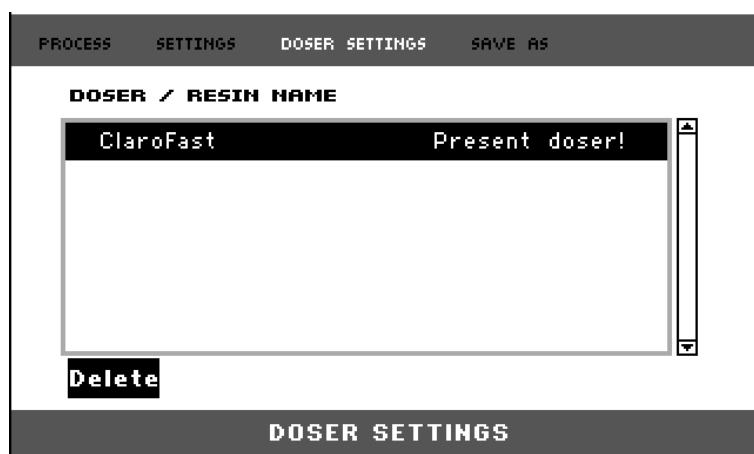 PROCESS SETTINGS DOSER SETTINGS SAVE AS
DOSER / RESIN NAME
ClaroFast Present doser!
Delete
DOSER SETTINGS